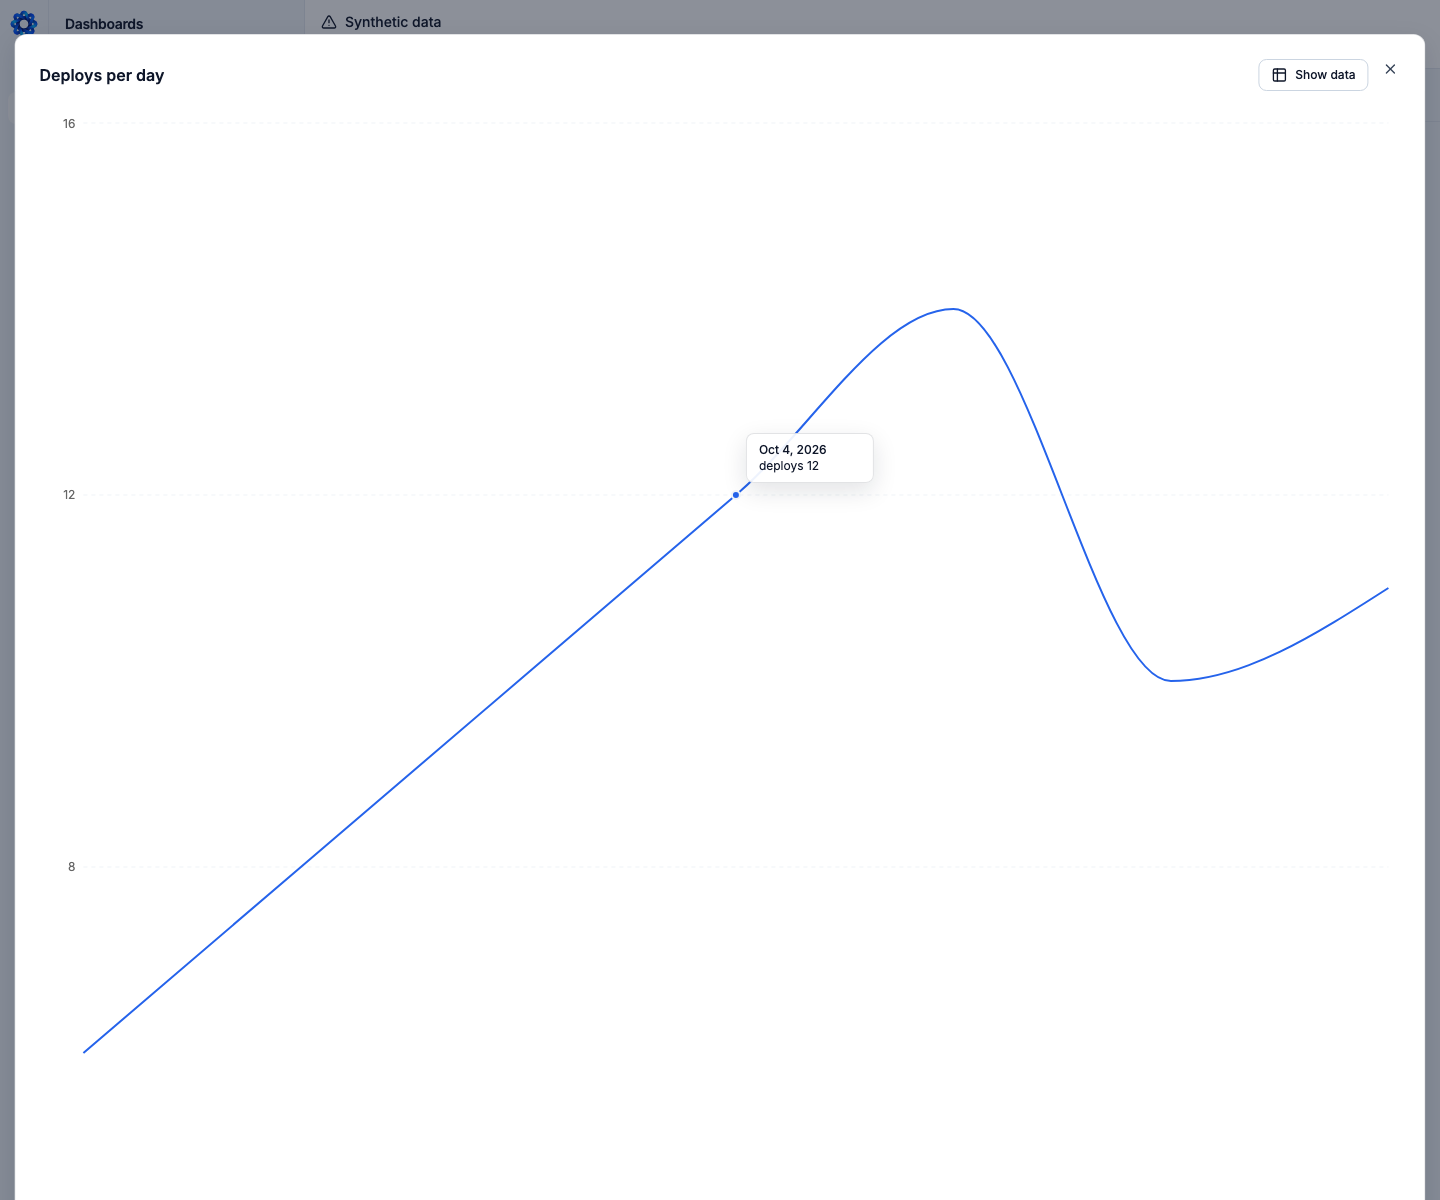 Dashboards
Synthetic data
Deploys per day
Show data
16
Oct 4, 2026
deploys 12
12
8